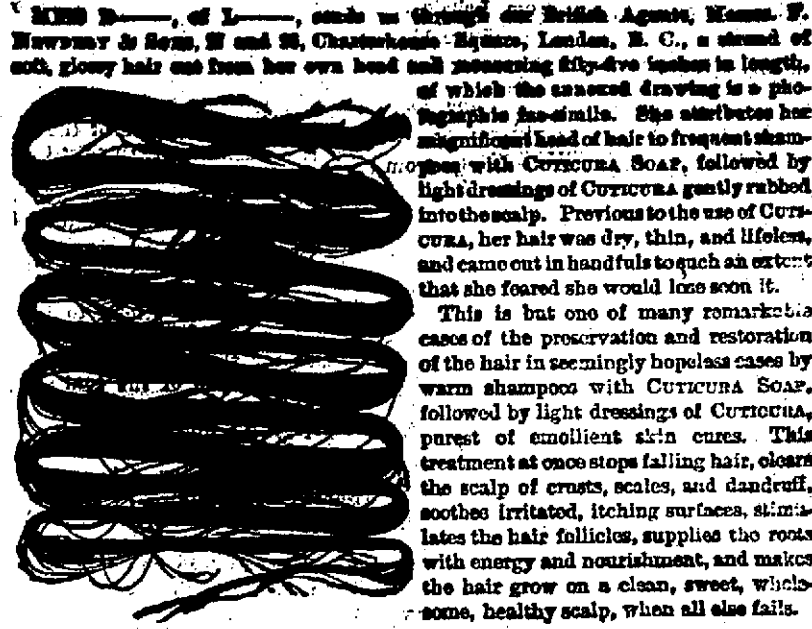 MISS D——, of L——, sends us through our British Agents, Messrs. F.
NEWBERY & SONS, and 28, Charterhouse Square, London, E. C., a strand of
soft, glossy hair cut from her own head and measuring fifty-five inches in length,
of which the annexed drawing is a pho-
tographic fac-simile. She attributes her
magnificent head of hair to frequent sham-
poos with CUTICURA SOAP, followed by
light dressings of CUTICURA gently rubbed
into the scalp. Previous to the use of CUTI-
CURA, her hair was dry, thin, and lifeless,
and came out in handfuls to such an extent
that she feared she would lose soon it.
This is but one of many remarkable
cases of the preservation and restoration
of the hair in seemingly hopeless cases by
warm shampoos with CUTICURA SOAP,
followed by light dressings of CUTICURA,
purest of emollient skin cures. This
treatment at once stops falling hair, clears
the scalp of crusts, scales, and dandruff,
soothes irritated, itching surfaces, stimu-
lates the hair follicles, supplies the roots
with energy and nourishment, and makes
the hair grow on a clean, sweet, whole-
some, healthy scalp, when all else fails.